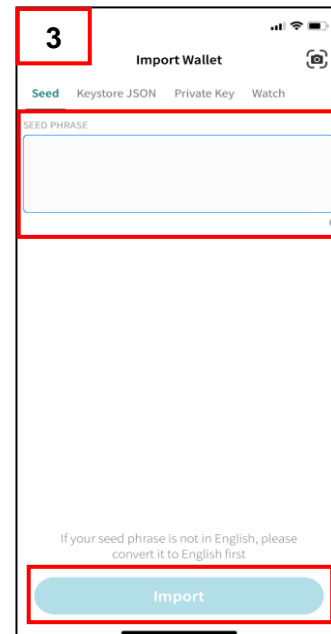 3
Import Wallet
Seed Keystore JSON Private Key Watch
SEED PHRASE
If your seed phrase is not in English, please
convert it to English first
Import